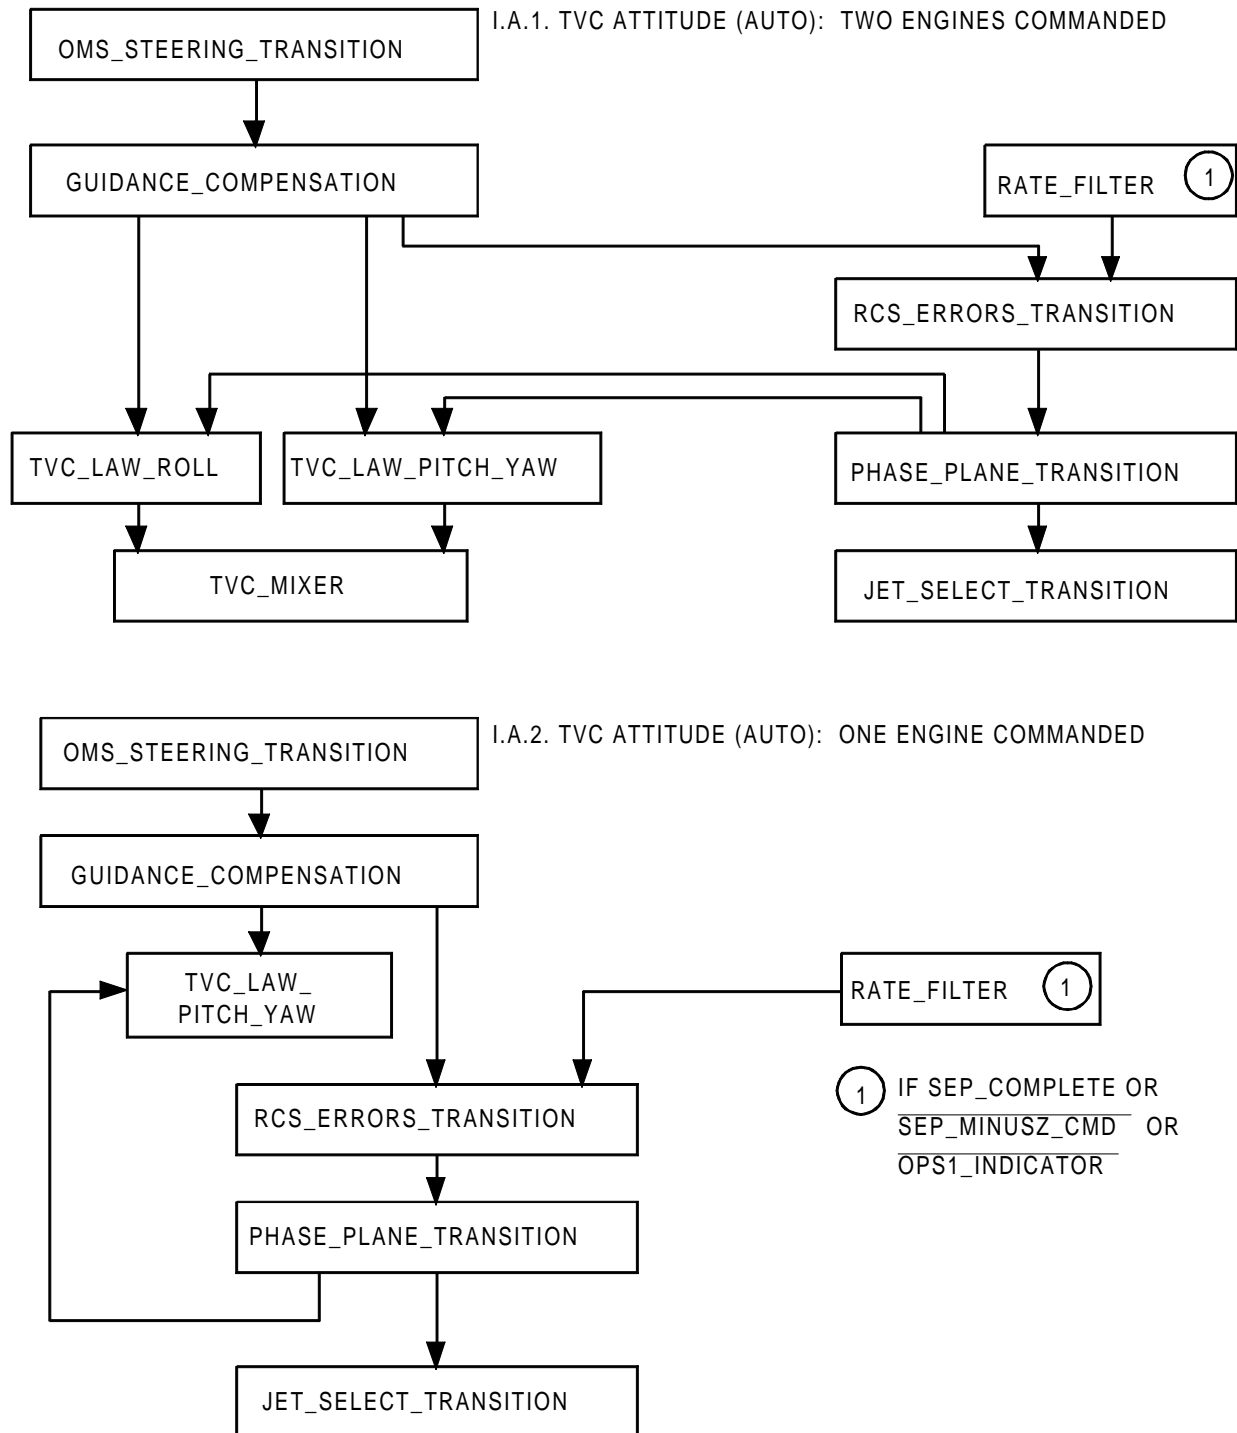 I.A.1. TVC ATTITUDE (AUTO): TWO ENGINES COMMANDED
OMS_STEERING_TRANSITION
GUIDANCE_COMPENSATION
RATE_FILTER 1
RCS_ERRORS_TRANSITION
TVC_LAW_ROLL
TVC_LAW_PITCH_YAW
PHASE_PLANE_TRANSITION
TVC_MIXER
JET_SELECT_TRANSITION
I.A.2. TVC ATTITUDE (AUTO): ONE ENGINE COMMANDED
OMS_STEERING_TRANSITION
GUIDANCE_COMPENSATION
TVC_LAW_
PITCH_YAW
RATE_FILTER 1
RCS_ERRORS_TRANSITION
1 IF SEP_COMPLETE OR
SEP_MINUSZ_CMD OR
OPS1_INDICATOR
PHASE_PLANE_TRANSITION
JET_SELECT_TRANSITION